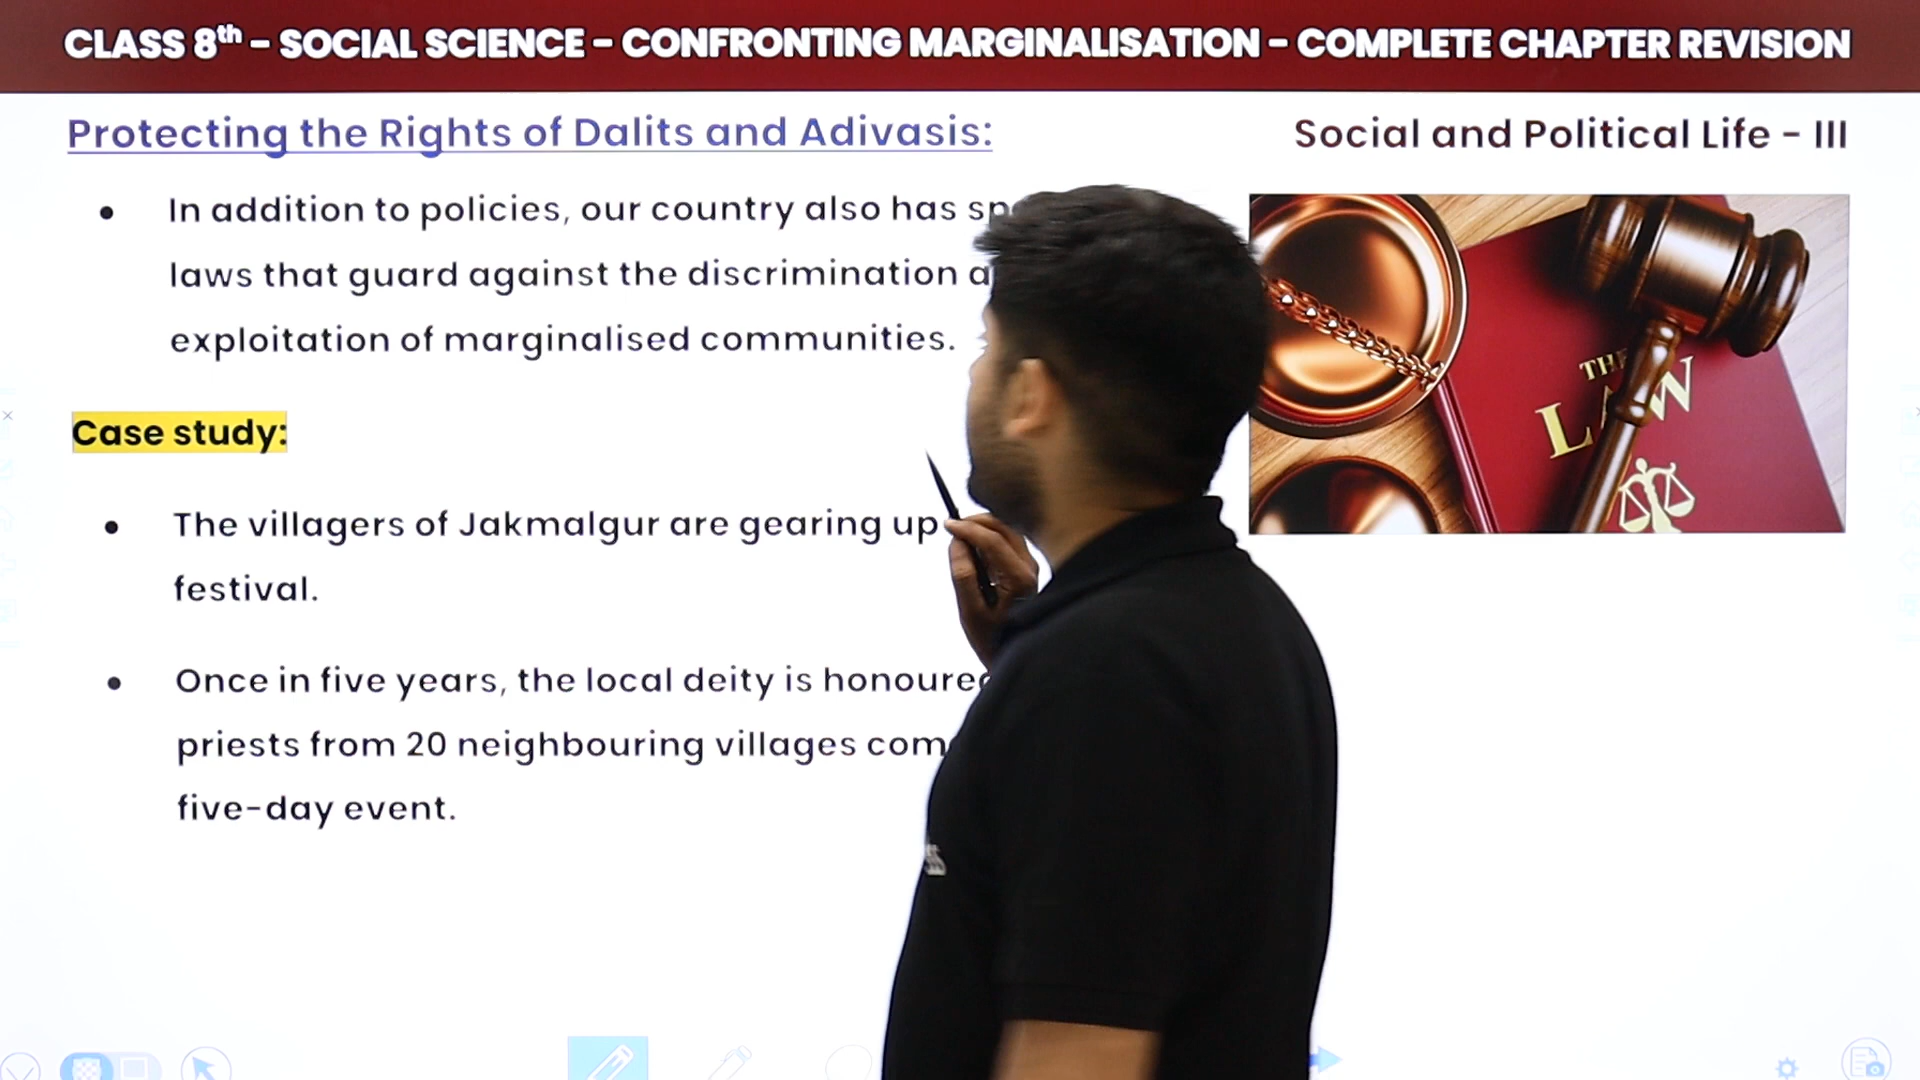 CLASS 8th - SOCIAL SCIENCE - CONFRONTING MARGINALISATION - COMPLETE CHAPTER REVISION
Protecting the Rights of Dalits and Adivasis:
Social and Political Life - III
In addition to policies, our country also has
laws that guard against the discrimination
exploitation of marginalised communities.
THE
LAW
Case study:
The villagers of Jakmalgur are gearing up
festival.
Once in five years, the local deity is
priests from 20 neighbouring villages
five-day event.